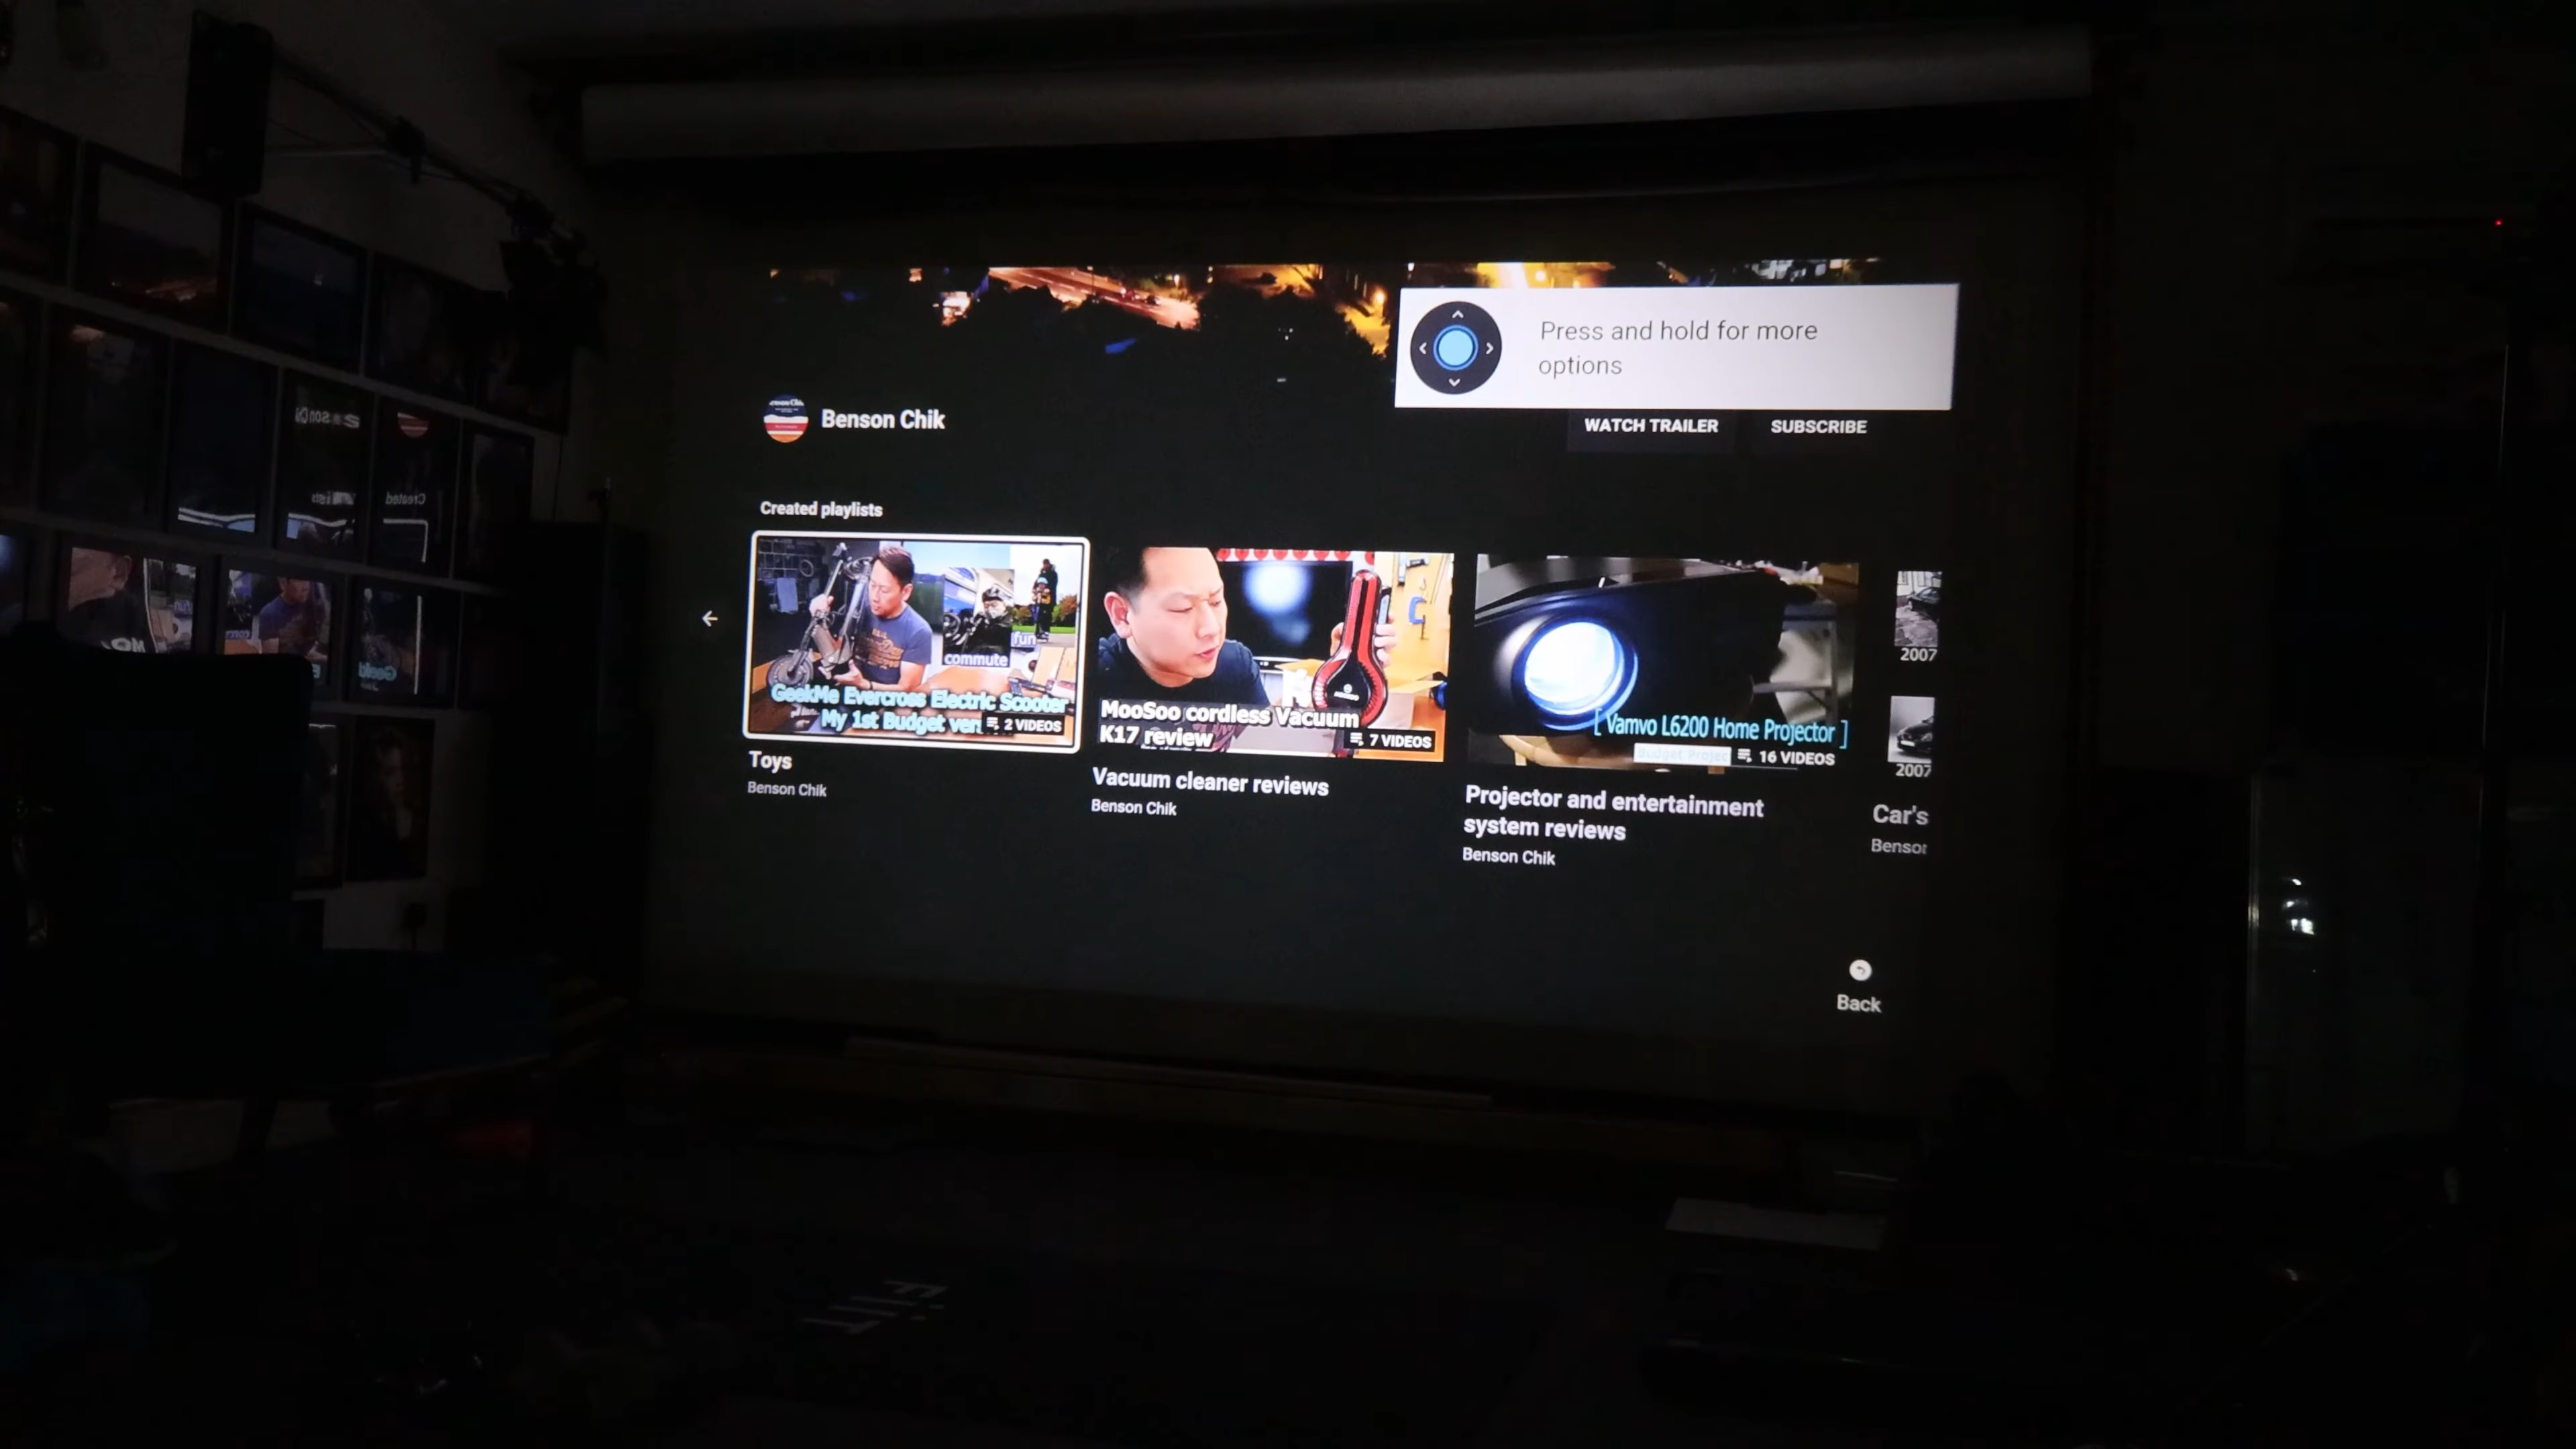 Press and hold for more
options
Benson Chik
WATCH TRAILER
SUBSCRIBE
Created playlists
fun
commute
GeekMe Evercross Electric Scooter
My 1st Budget
2 VIDEOS
Toys
Benson Chik
MooSoo cordless Vacuum
K17 review
7 VIDEOS
Vacuum cleaner reviews
Benson Chik
[ Vamvo L6200 Home Projector ]
16 VIDEOS
Projector and entertainment
system reviews
Benson Chik
2007
2007
Car's
Back